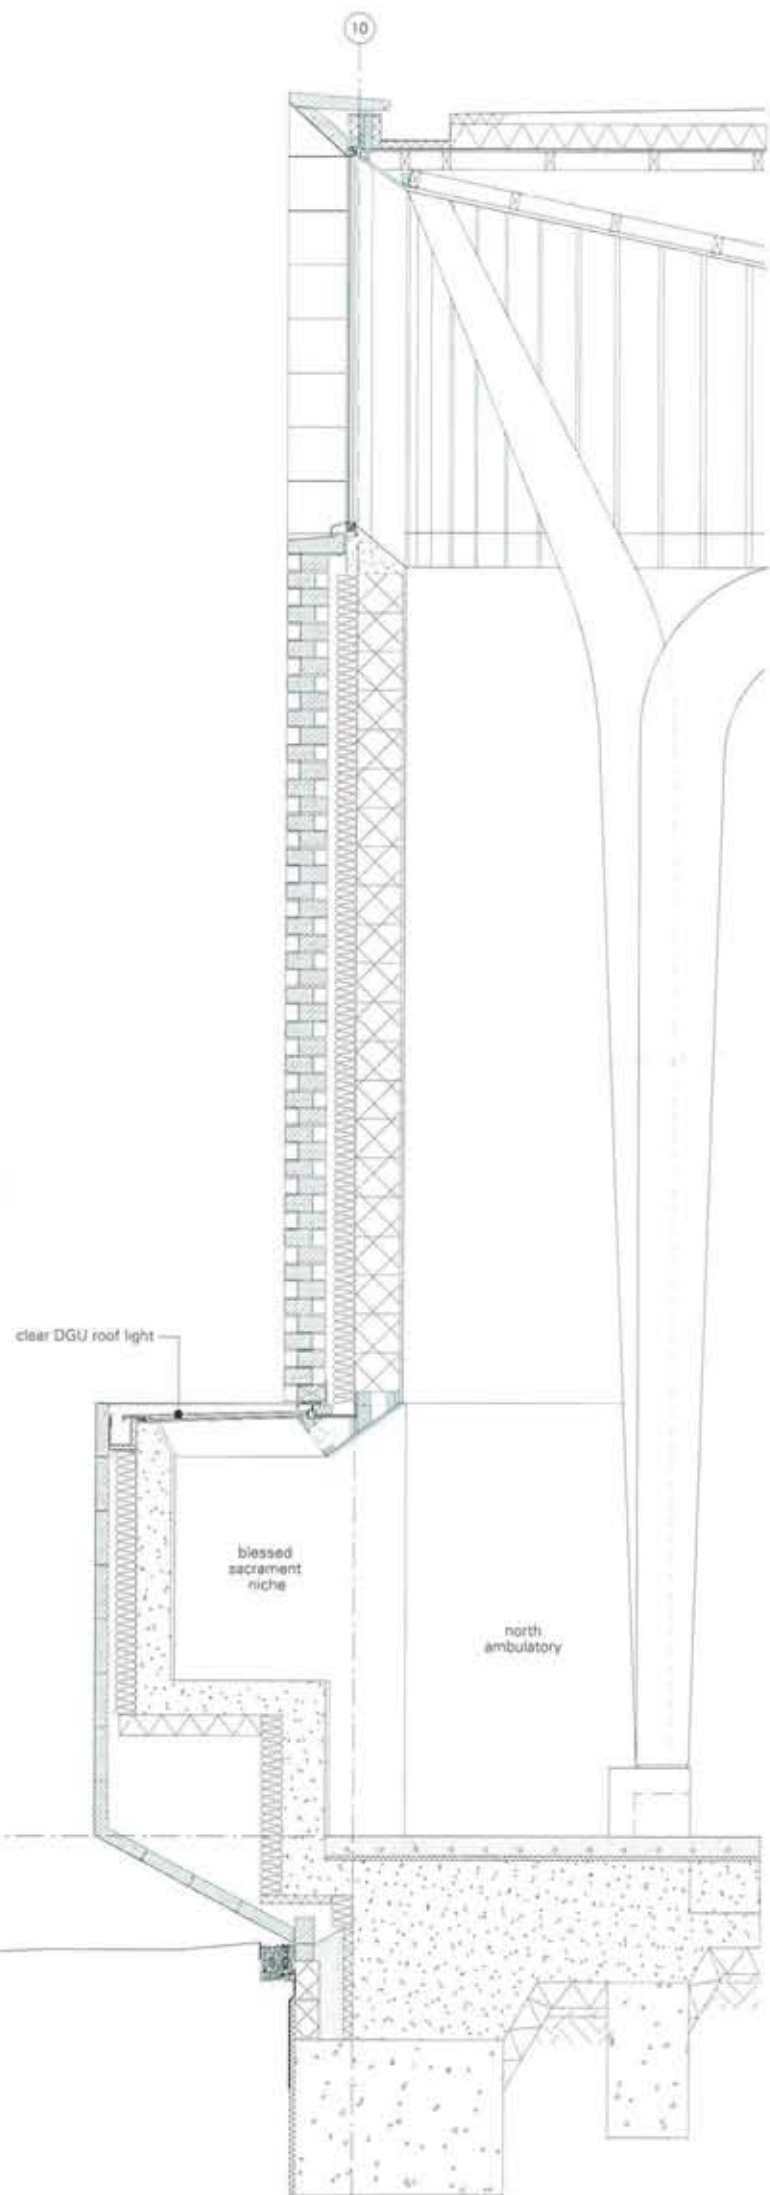 10
clear DGU roof light
blessed
sacrament
niche
north
ambulatory